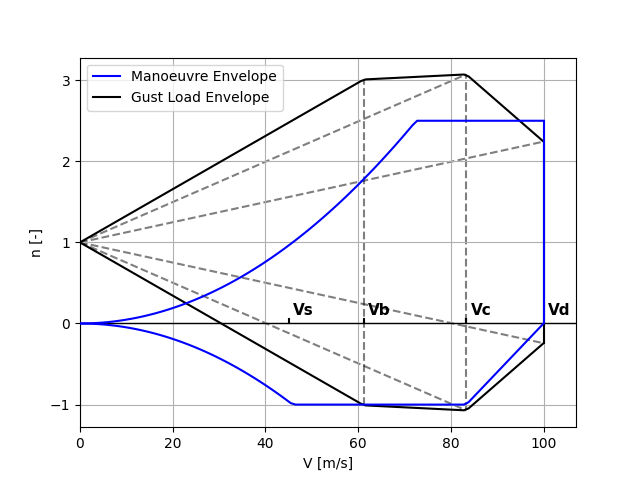 Manoeuvre Envelope
Gust Load Envelope
3
2
1
0
−1
n [-]
Vs
Vb
Vc
Vd
0
20
40
60
80
100
V [m/s]